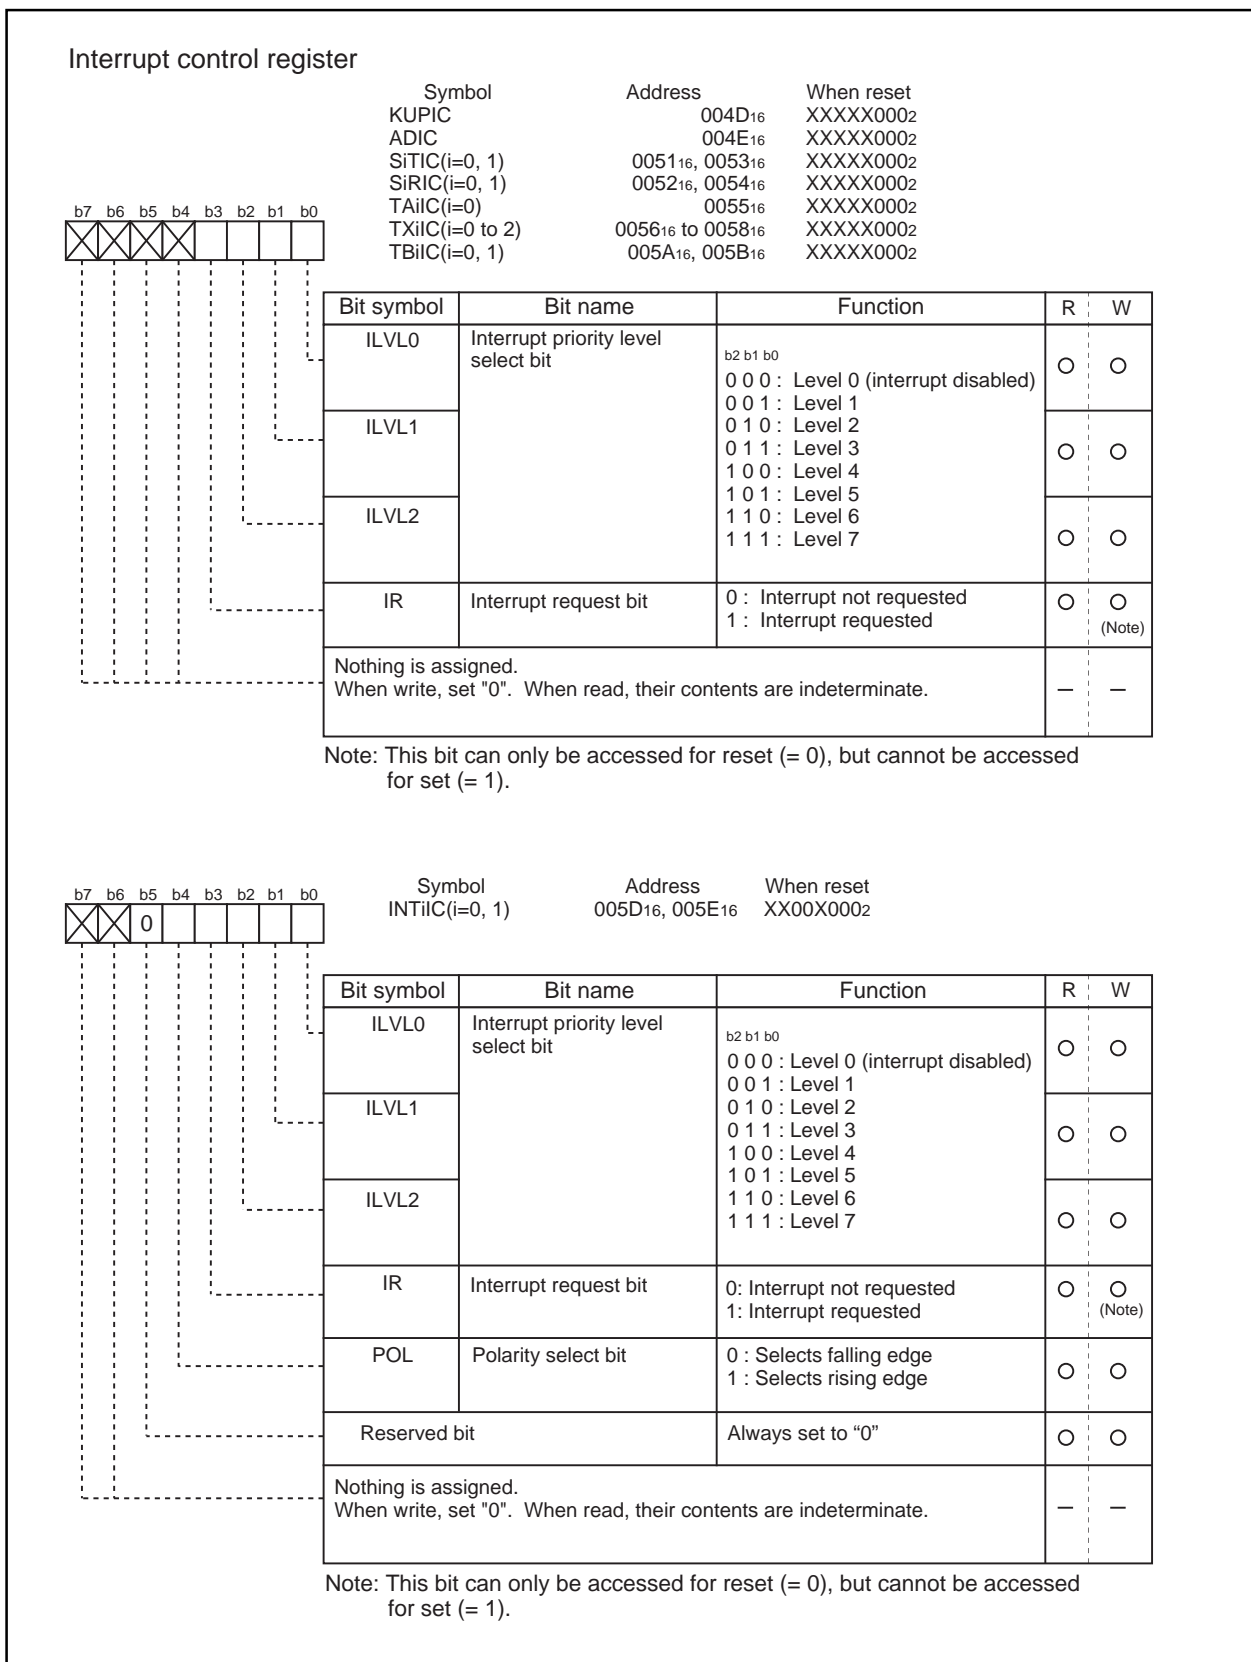 Interrupt control register
Symbol Address When reset
KUPIC 004D16 XXXXX0002
ADIC 004E16 XXXXX0002
SiTIC(i=0, 1) 005116, 005316 XXXXX0002
SiRIC(i=0, 1) 005216, 005416 XXXXX0002
TAiIC(i=0) 005516 XXXXX0002
TXiIC(i=0 to 2) 005616 to 005816 XXXXX0002
TBiIC(i=0, 1) 005A16, 005B16 XXXXX0002
b7 b6 b5 b4 b3 b2 b1 b0
Bit symbol Bit name Function R W
ILVL0 Interrupt priority level
select bit
b2 b1 b0
0 0 0 : Level 0 (interrupt disabled)
0 0 1 : Level 1
ILVL1 0 1 0 : Level 2
0 1 1 : Level 3
1 0 0 : Level 4
1 0 1 : Level 5
ILVL2 1 1 0 : Level 6
1 1 1 : Level 7
IR Interrupt request bit 0 : Interrupt not requested
1 : Interrupt requested
(Note)
Nothing is assigned.
When write, set "0". When read, their contents are indeterminate. – –
Note: This bit can only be accessed for reset (= 0), but cannot be accessed
for set (= 1).
Symbol Address When reset
INTiIC(i=0, 1) 005D16, 005E16 XX00X0002
b7 b6 b5 b4 b3 b2 b1 b0
0
Bit symbol Bit name Function R W
ILVL0 Interrupt priority level
select bit
b2 b1 b0
0 0 0 : Level 0 (interrupt disabled)
0 0 1 : Level 1
ILVL1 0 1 0 : Level 2
0 1 1 : Level 3
1 0 0 : Level 4
1 0 1 : Level 5
ILVL2 1 1 0 : Level 6
1 1 1 : Level 7
IR Interrupt request bit 0: Interrupt not requested
1: Interrupt requested
(Note)
POL Polarity select bit 0 : Selects falling edge
1 : Selects rising edge
Reserved bit Always set to “0”
Nothing is assigned.
When write, set "0". When read, their contents are indeterminate. – –
Note: This bit can only be accessed for reset (= 0), but cannot be accessed
for set (= 1).